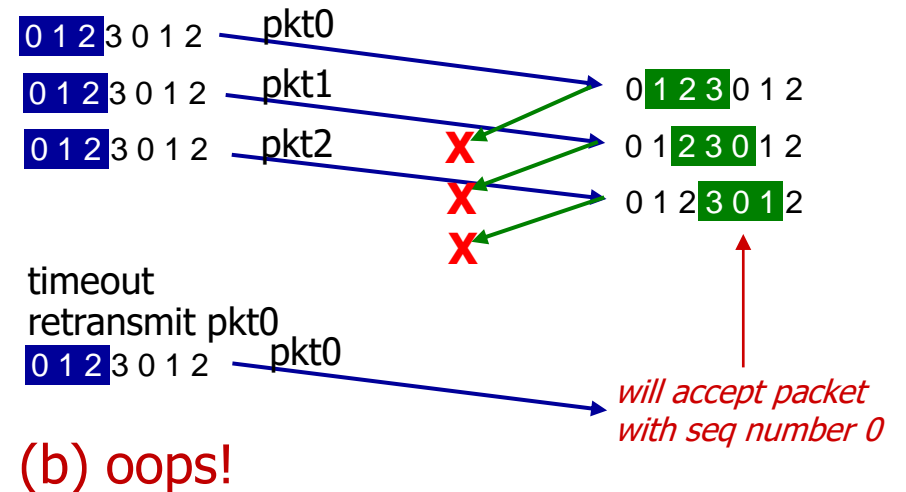 0 1 2 3 0 1 2
pkt0
0 1 2 3 0 1 2
0 1 2 3 0 1 2
pkt1
0 1 2 3 0 1 2
X
0 1 2 3 0 1 2
pkt2
X
0 1 2 3 0 1 2
X
timeout
retransmit pkt0
0 1 2 3 0 1 2
pkt0
will accept packet
with seq number 0
(b) oops!